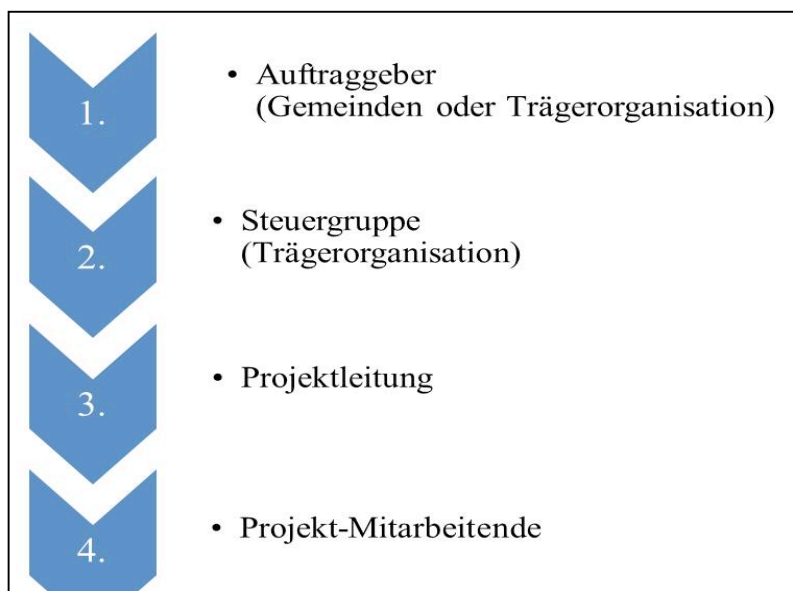 1.
• Auftraggeber
(Gemeinden oder Trägerorganisation)
2.
• Steuergruppe
(Trägerorganisation)
3.
• Projektleitung
4.
• Projekt-Mitarbeitende